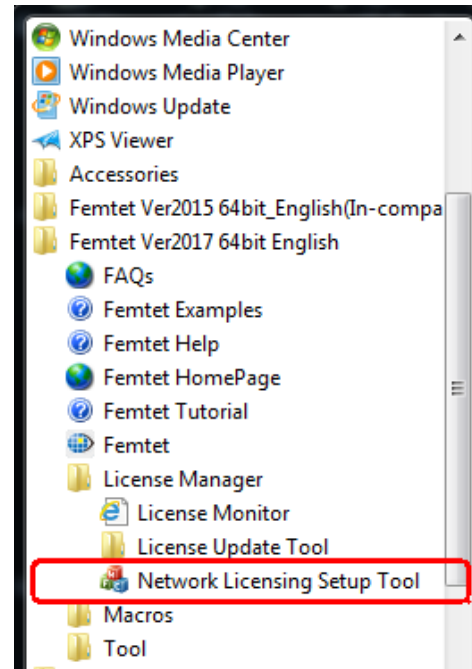 Windows Media Center
Windows Media Player
Windows Update
XPS Viewer
Accessories
Femtet Ver2015 64bit_English(In-compa
Femtet Ver2017 64bit English
FAQs
Femtet Examples
Femtet Help
Femtet HomePage
Femtet Tutorial
Femtet
License Manager
License Monitor
License Update Tool
Network Licensing Setup Tool
Macros
Tool